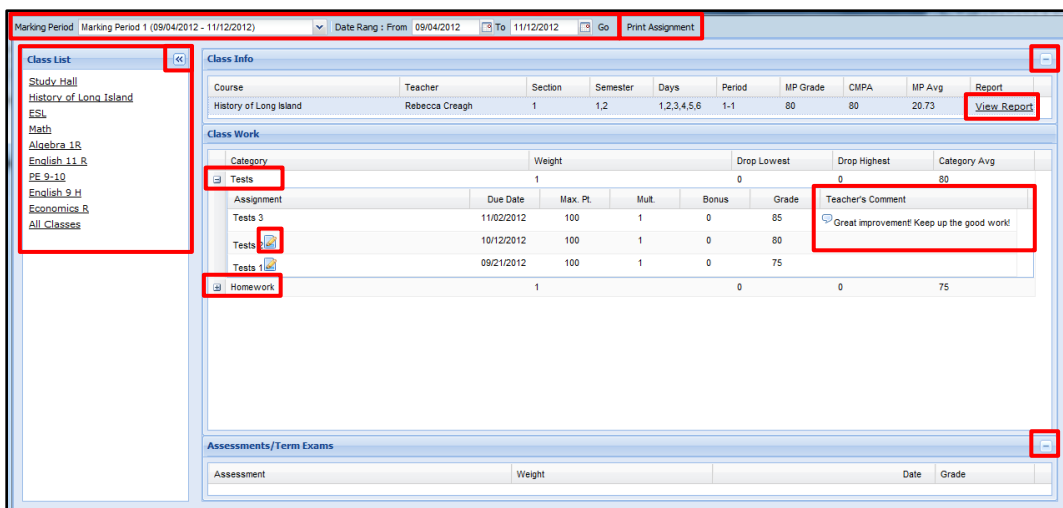 Marking Period Marking Period 1 (09/04/2012 - 11/12/2012) Date Rang : From 09/04/2012 To 11/12/2012 Go Print Assignment
Class List
Study Hall
History of Long Island
ESL
Math
Algebra 1R
English 11 R
PE 9-10
English 9 H
Economics R
All Classes
Class Info
Course Teacher Section Semester Days Period MP Grade CMPA MP Avg Report
History of Long Island Rebecca Creagh 1 1,2 1,2,3,4,5,6 1-1 80 80 20.73 View Report
Class Work
Category Weight Drop Lowest Drop Highest Category Avg
Tests 1 0 0 80
Assignment Due Date Max. Pt. Mult. Bonus Grade Teacher's Comment
Tests 3 11/02/2012 100 1 0 85 Great improvement! Keep up the good work!
Tests 2 10/12/2012 100 1 0 80
Tests 1 09/21/2012 100 1 0 75
Homework 1 0 0 75
Assessments/Term Exams
Assessment Weight Date Grade